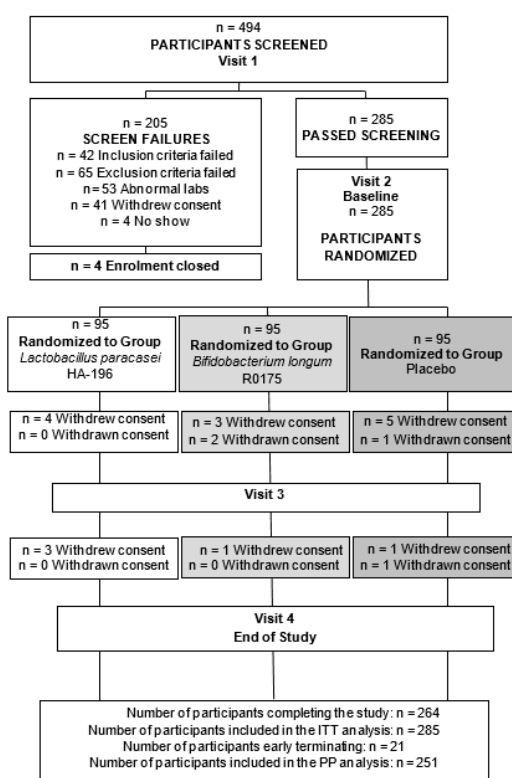 n = 494
PARTICIPANTS SCREENED
Visit 1
n = 205
SCREEN FAILURES
n = 42 Inclusion criteria failed
n = 65 Exclusion criteria failed
n = 53 Abnormal labs
n = 41 Withdrew consent
n = 4 No show
n = 4 Enrolment closed
n = 285
PASSED SCREENING
Visit 2
Baseline
n = 285
PARTICIPANTS
RANDOMIZED
n = 95
Randomized to Group
Lactobacillus paracasei
HA-196
n = 95
Randomized to Group
Bifidobacterium longum
R0175
n = 95
Randomized to Group
Placebo
n = 4 Withdrew consent
n = 0 Withdrawn consent
n = 3 Withdrew consent
n = 2 Withdrawn consent
n = 5 Withdrew consent
n = 1 Withdrawn consent
Visit 3
n = 3 Withdrew consent
n = 0 Withdrawn consent
n = 1 Withdrew consent
n = 0 Withdrawn consent
n = 1 Withdrew consent
n = 1 Withdrawn consent
Visit 4
End of Study
Number of participants completing the study: n = 264
Number of participants included in the ITT analysis: n = 285
Number of participants early terminating: n = 21
Number of participants included in the PP analysis: n = 251